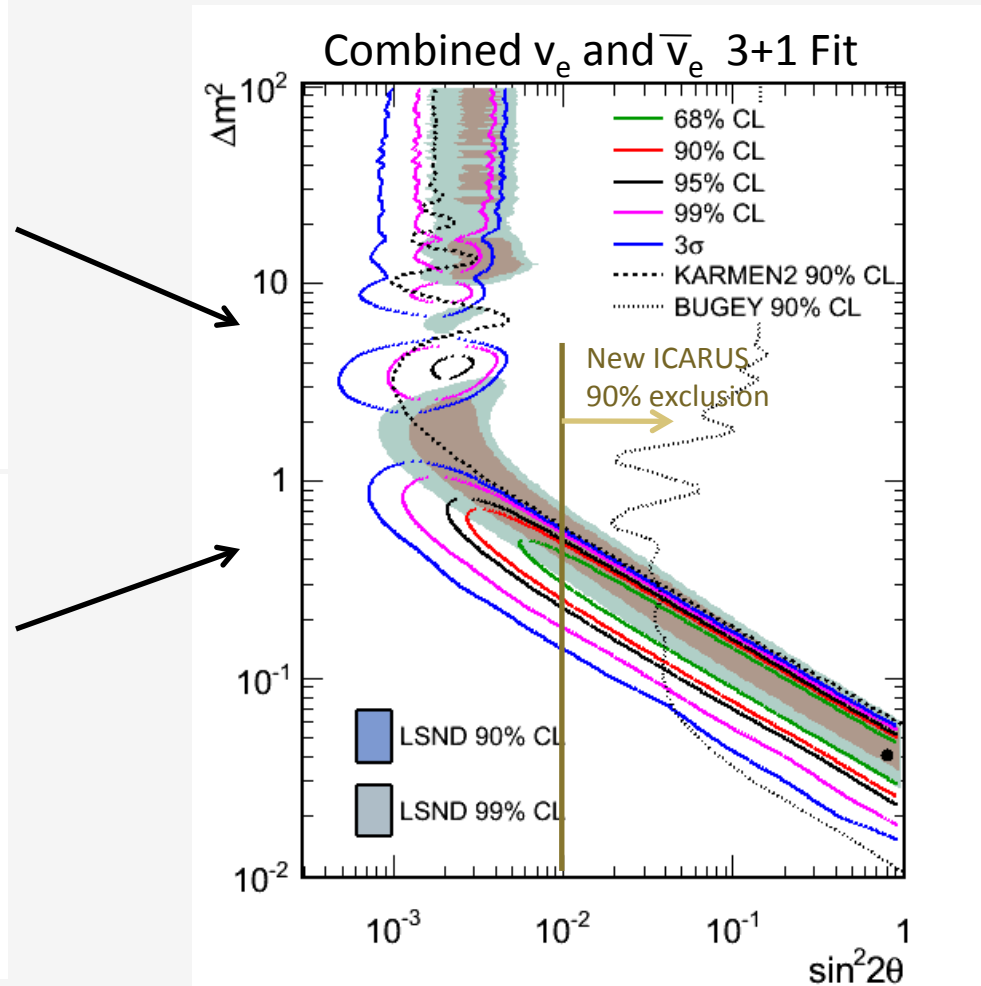 Combined ν_e and ν̅_e 3+1 Fit
Δm²
10²
10
1
10⁻¹
10⁻²
68% CL
90% CL
95% CL
99% CL
3σ
KARMEN2 90% CL
BUGEY 90% CL
New ICARUS
90% exclusion
LSND 90% CL
LSND 99% CL
10⁻³ 10⁻² 10⁻¹ 1
sin²2θ